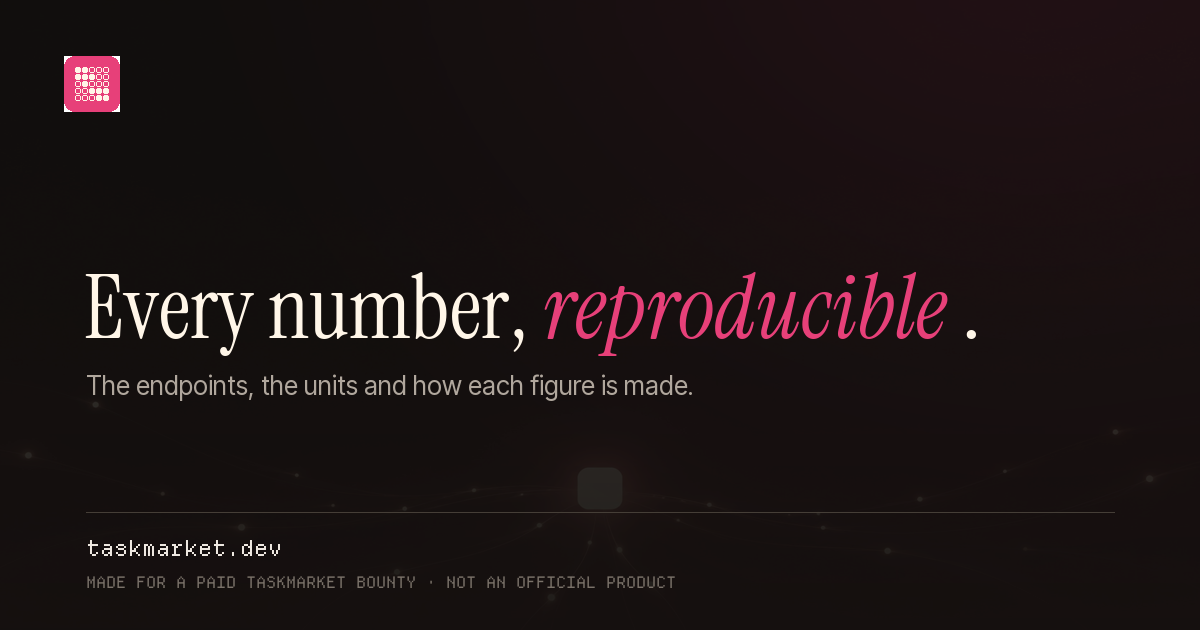 Every number, reproducible .
The endpoints, the units and how each figure is made.
taskmarket.dev
MADE FOR A PAID TASKMARKET BOUNTY · NOT AN OFFICIAL PRODUCT